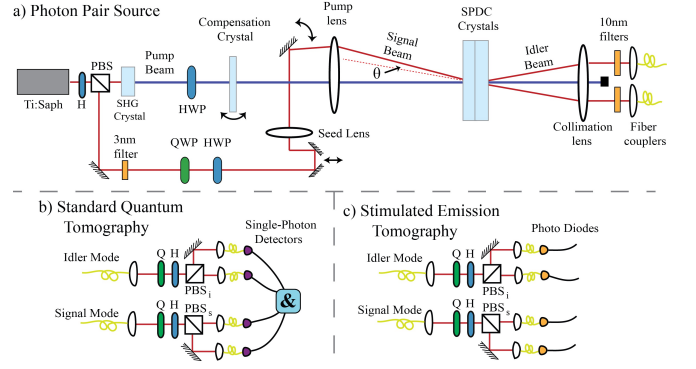 a) Photon Pair Source
Ti:Saph
H
PBS
SHG
Crystal
Pump
Beam
HWP
Compensation
Crystal
3nm
filter
QWP
HWP
Seed Lens
Pump
lens
Signal
Beam
θ
SPDC
Crystals
Idler
Beam
Collimation
lens
10nm
filters
Fiber
couplers
b) Standard Quantum
Tomography
Idler Mode
Q
H
PBSi
Signal Mode
Q
H
PBSs
Single-Photon
Detectors
&
c) Stimulated Emission
Tomography
Idler Mode
Q
H
PBSi
Signal Mode
Q
H
PBSs
Photo Diodes